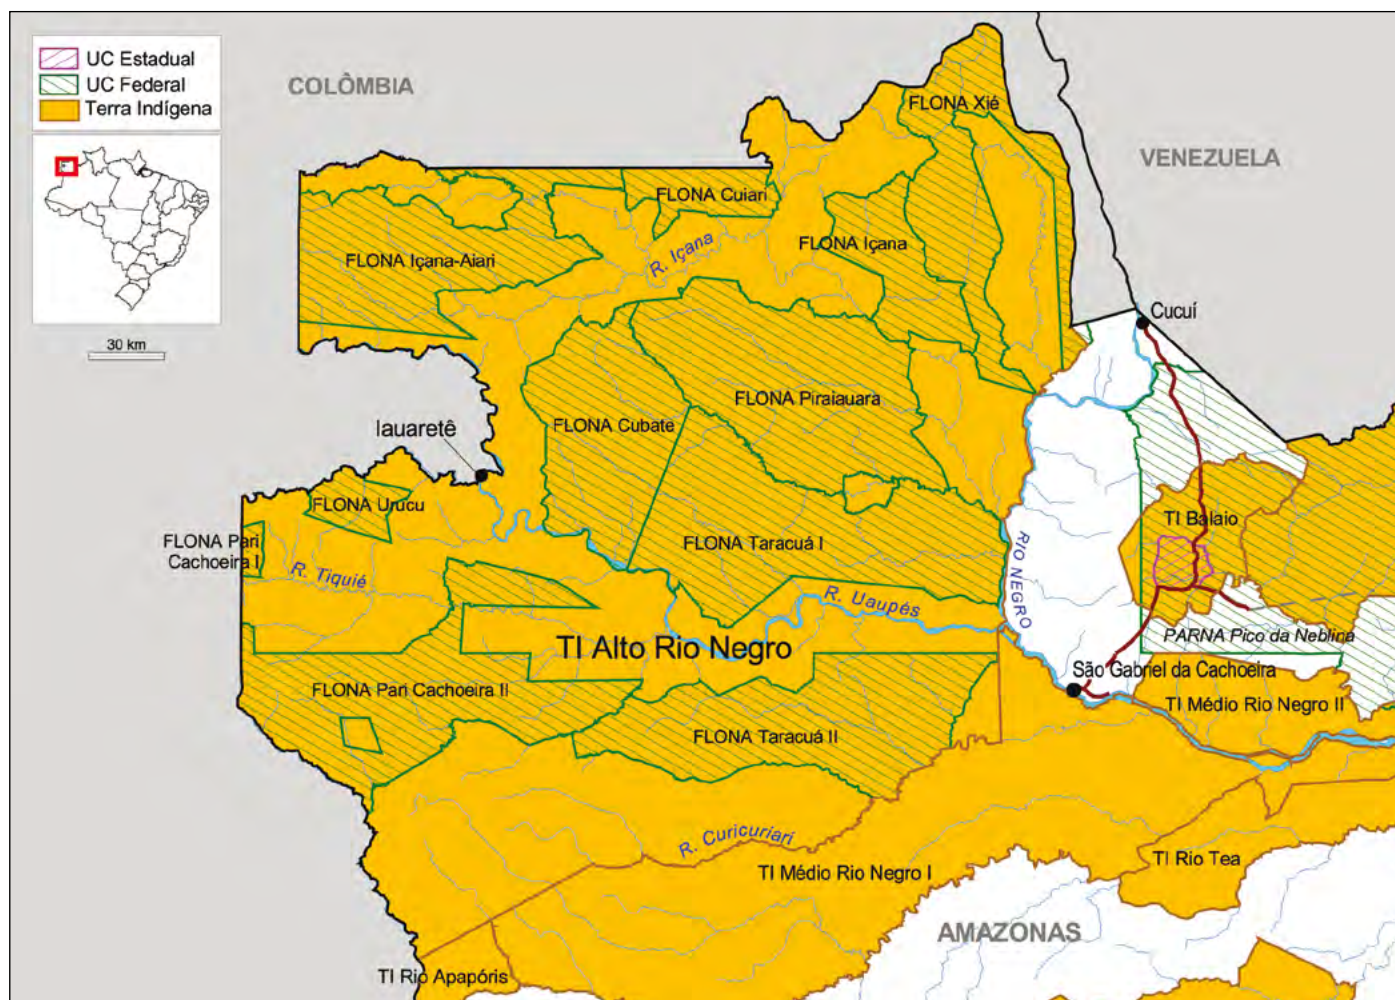 UC Estadual
UC Federal
Terra Indígena
30 km
COLÔMBIA
VENEZUELA
FLONA Xié
FLONA Cuiari
R. Içana
FLONA Içana
FLONA Içana-Aiari
Cucuí
FLONA Piraiauara
FLONA Cubate
Iauaretê
FLONA Urucu
TI Balaio
FLONA Pari
Cachoeira I
FLONA Taracuá I
RIO NEGRO
R. Tiquié
R. Uaupés
PARNA Pico da Neblina
TI Alto Rio Negro
São Gabriel da Cachoeira
FLONA Pari Cachoeira II
TI Médio Rio Negro II
FLONA Taracuá II
R. Curicuriari
TI Médio Rio Negro I
TI Rio Tea
AMAZONAS
TI Rio Apapóris